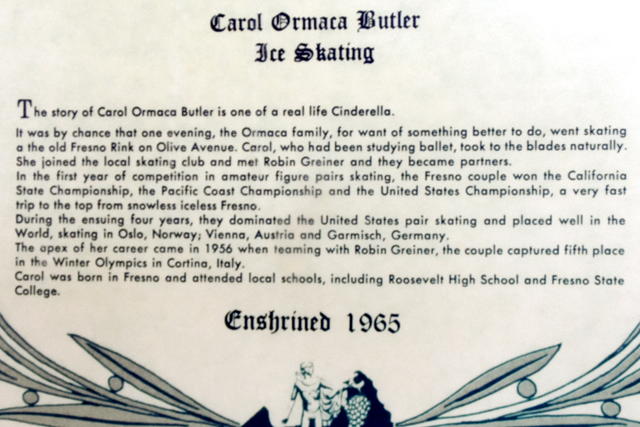 Carol Ormaca Butler
Ice Skating
The story of Carol Ormaca Butler is one of a real life Cinderella.
It was by chance that one evening, the Ormaca family, for want of something better to do, went skating
a the old Fresno Rink on Olive Avenue. Carol, who had been studying ballet, took to the blades naturally.
She joined the local skating club and met Robin Greiner and they became partners.
In the first year of competition in amateur figure pairs skating, the Fresno couple won the California
State Championship, the Pacific Coast Championship and the United States Championship, a very fast
trip to the top from snowless iceless Fresno.
During the ensuing four years, they dominated the United States pair skating and placed well in the
World, skating in Oslo, Norway; Vienna, Austria and Garmisch, Germany.
The apex of her career came in 1956 when teaming with Robin Greiner, the couple captured fifth place
in the Winter Olympics in Cortina, Italy.
Carol was born in Fresno and attended local schools, including Roosevelt High School and Fresno State
College.
Enshrined 1965